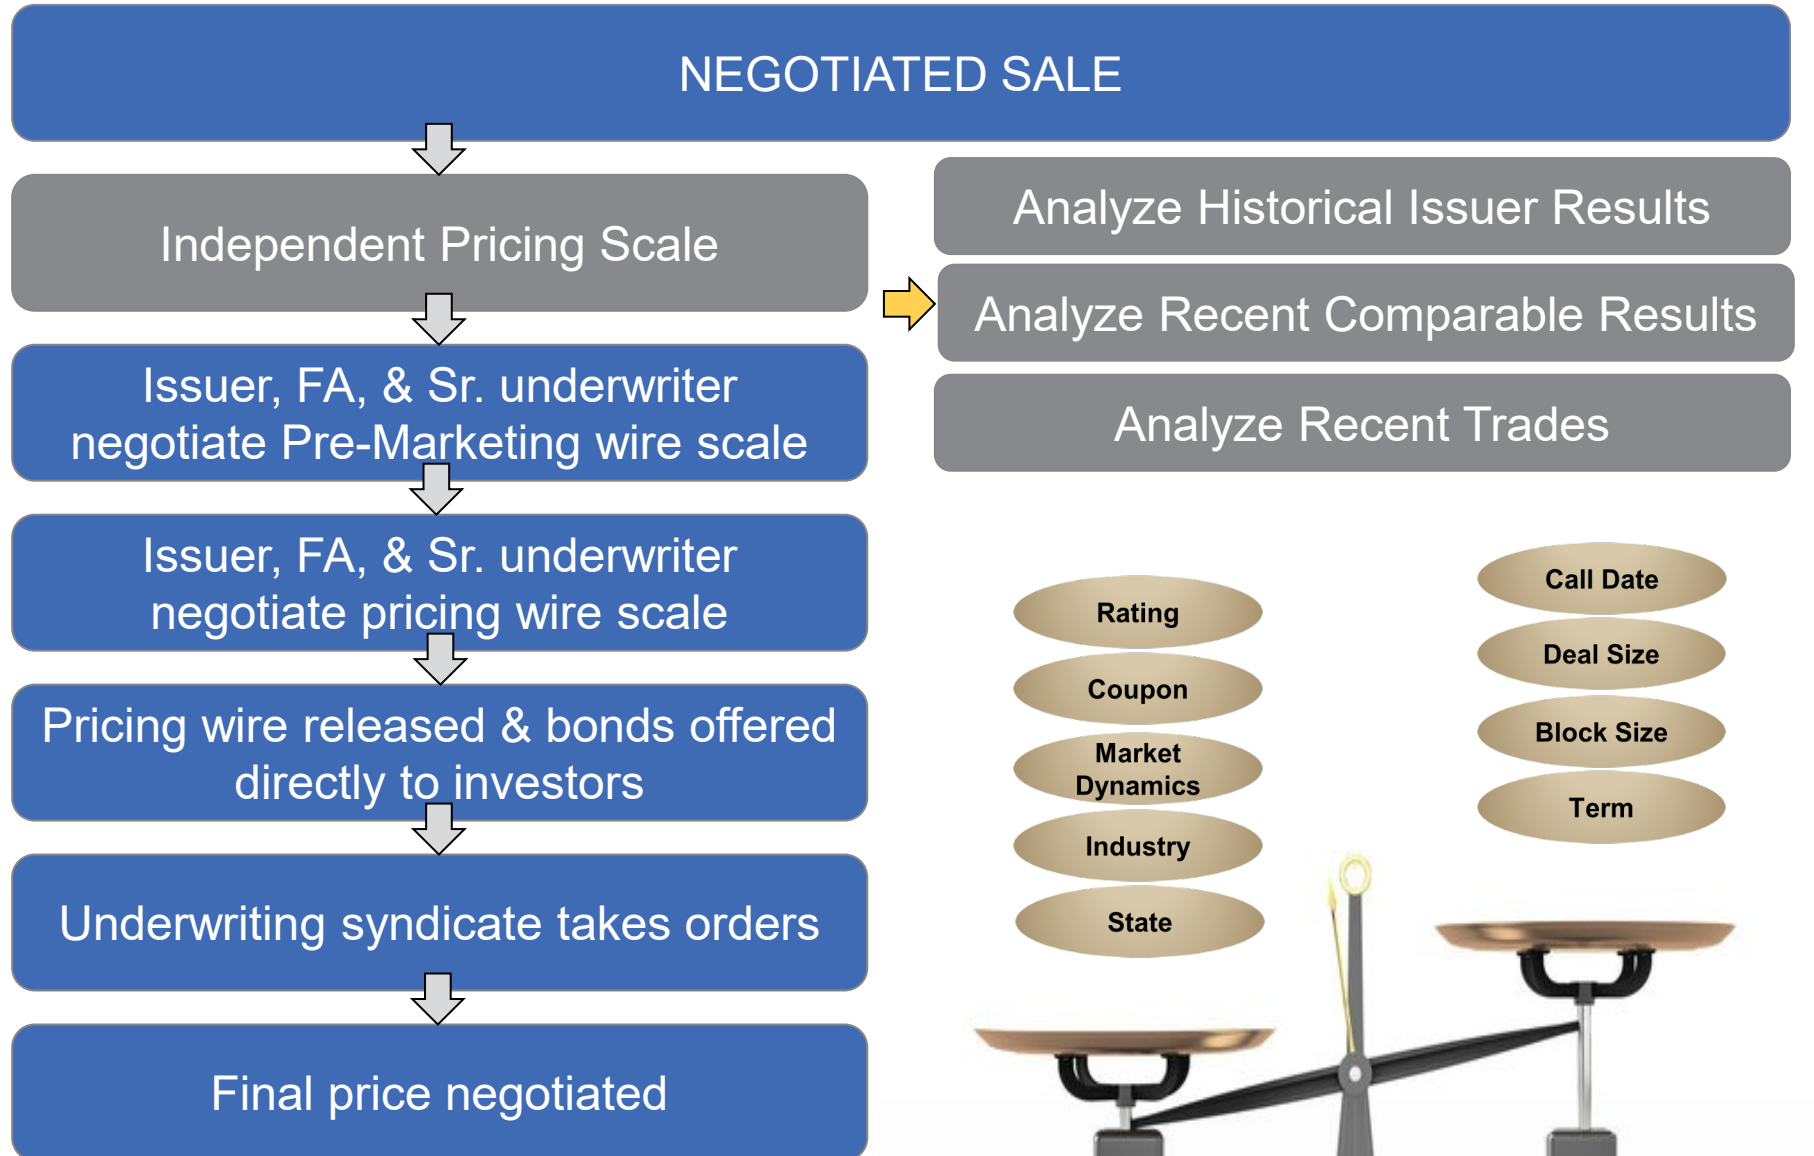 NEGOTIATED SALE
Independent Pricing Scale
Issuer, FA, & Sr. underwriter
negotiate Pre-Marketing wire scale
Issuer, FA, & Sr. underwriter
negotiate pricing wire scale
Pricing wire released & bonds offered
directly to investors
Underwriting syndicate takes orders
Final price negotiated
Analyze Historical Issuer Results
Analyze Recent Comparable Results
Analyze Recent Trades
Rating
Coupon
Market
Dynamics
Industry
State
Call Date
Deal Size
Block Size
Term